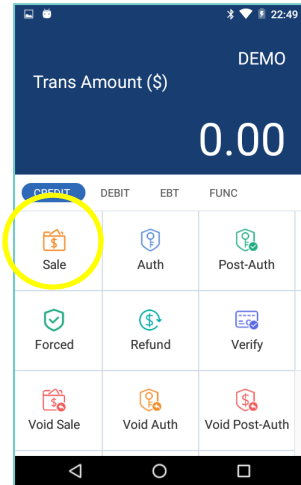 22:49
DEMO
Trans Amount ($)
0.00
CREDIT DEBIT EBT FUNC
Sale Auth Post-Auth
Forced Refund Verify
Void Sale Void Auth Void Post-Auth